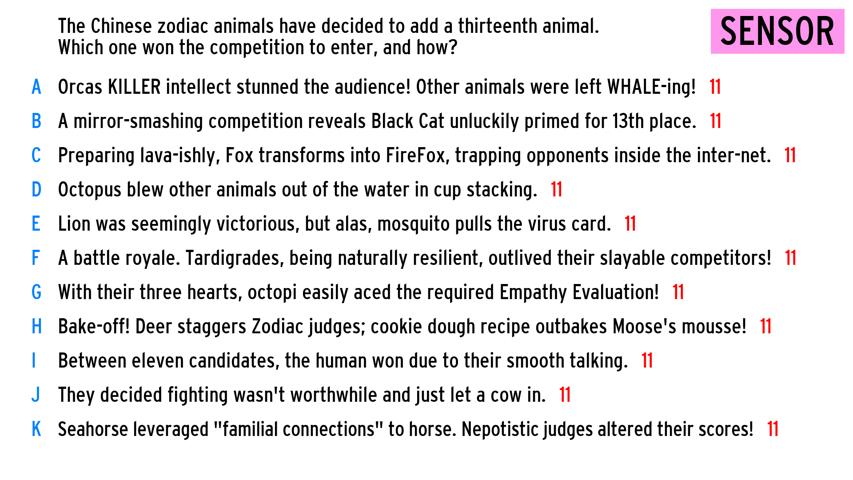 The Chinese zodiac animals have decided to add a thirteenth animal.
Which one won the competition to enter, and how?
SENSOR
A Orcas KILLER intellect stunned the audience! Other animals were left WHALE-ing! 11
B A mirror-smashing competition reveals Black Cat unluckily primed for 13th place. 11
C Preparing lava-ishly, Fox transforms into FireFox, trapping opponents inside the inter-net. 11
D Octopus blew other animals out of the water in cup stacking. 11
E Lion was seemingly victorious, but alas, mosquito pulls the virus card. 11
F A battle royale. Tardigrades, being naturally resilient, outlived their slayable competitors! 11
G With their three hearts, octopi easily aced the required Empathy Evaluation! 11
H Bake-off! Deer staggers Zodiac judges; cookie dough recipe outbakes Moose's mousse! 11
I Between eleven candidates, the human won due to their smooth talking. 11
J They decided fighting wasn't worthwhile and just let a cow in. 11
K Seahorse leveraged "familial connections" to horse. Nepotistic judges altered their scores! 11